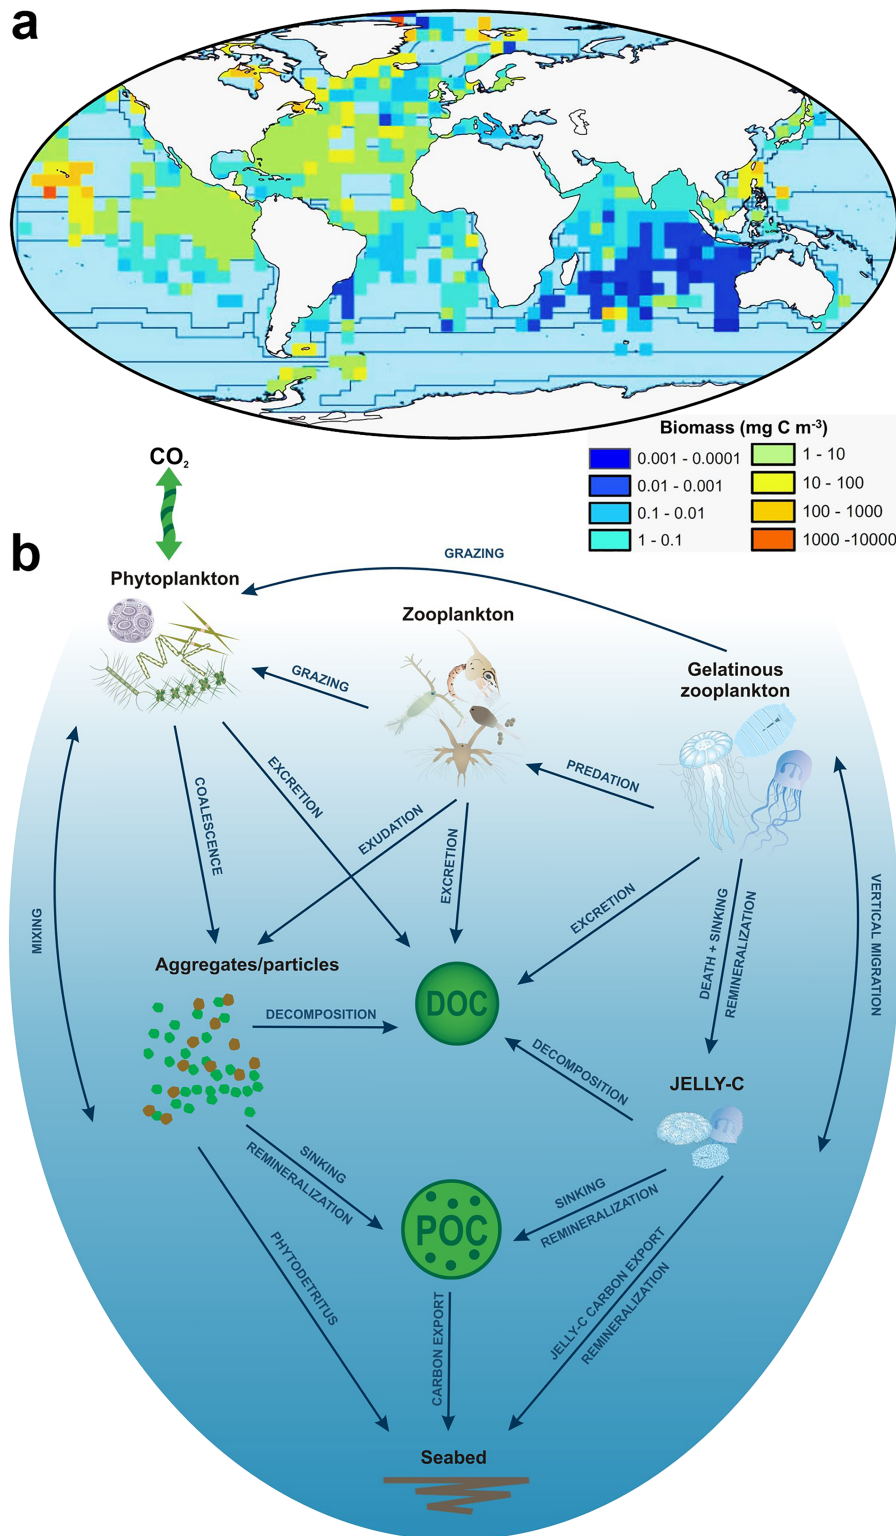 a
Biomass (mg C m-3)
0.001 - 0.0001
0.01 - 0.001
0.1 - 0.01
1 - 0.1
1 - 10
10 - 100
100 - 1000
1000 -10000
CO2
b
GRAZING
Phytoplankton
Zooplankton
Gelatinous
zooplankton
GRAZING
PREDATION
COALESCENCE
EXCRETION
EXUDATION
EXCRETION
EXCRETION
DEATH + SINKING
REMINERALIZATION
MIXING
VERTICAL MIGRATION
Aggregates/particles
DOC
DECOMPOSITION
DECOMPOSITION
JELLY-C
SINKING
REMINERALIZATION
POC
SINKING
REMINERALIZATION
PHYTODETRITUS
CARBON EXPORT
JELLY-C CARBON EXPORT
REMINERALIZATION
Seabed